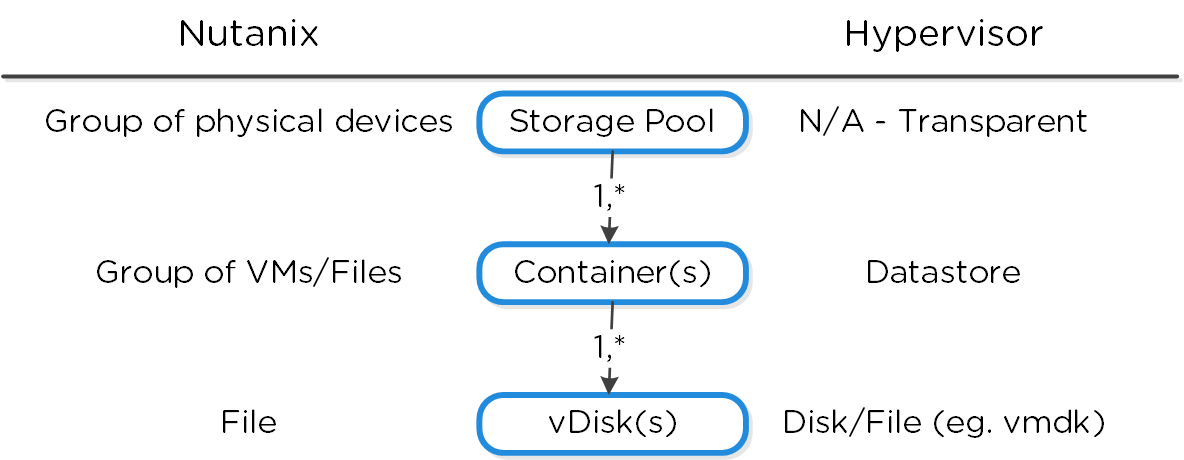 Nutanix Hypervisor
Group of physical devices Storage Pool N/A - Transparent
1,*
Group of VMs/Files Container(s) Datastore
1,*
File vDisk(s) Disk/File (eg. vmdk)